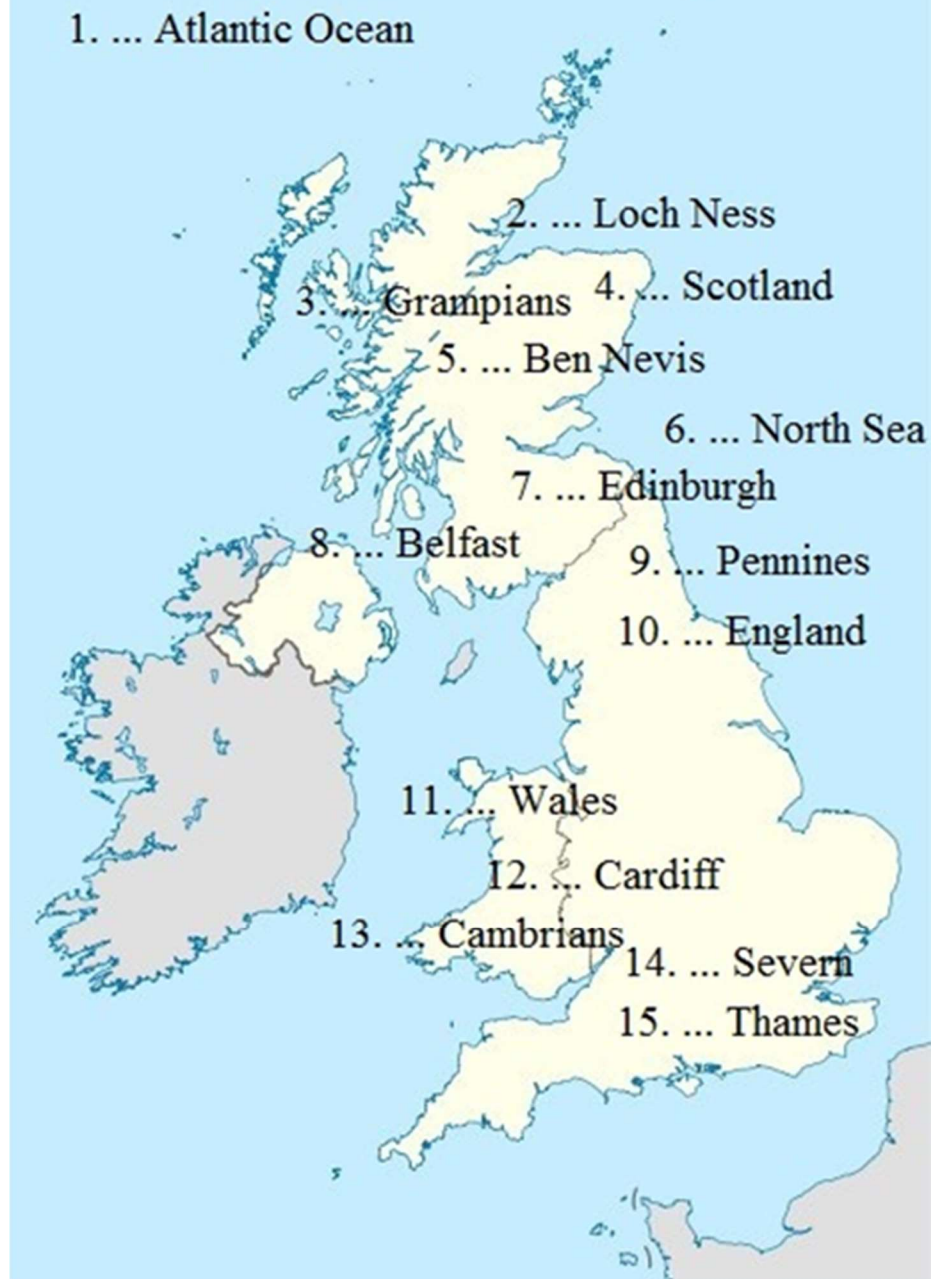 1. ... Atlantic Ocean
2. ... Loch Ness
3. ... Grampians
4. ... Scotland
5. ... Ben Nevis
6. ... North Sea
7. ... Edinburgh
8. ... Belfast
9. ... Pennines
10. ... England
11. ... Wales
12. ... Cardiff
13. ... Cambrians
14. ... Severn
15. ... Thames